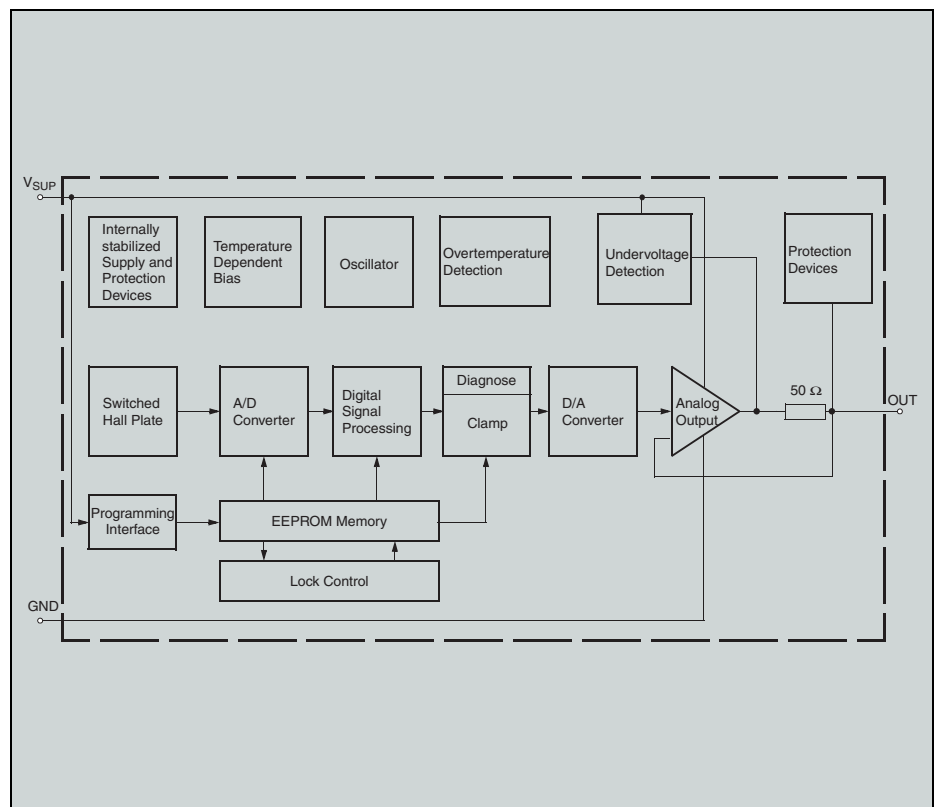 VSUP
Internally
stabilized
Supply and
Protection
Devices
Temperature
Dependent
Bias
Oscillator
Overtemperature
Detection
Undervoltage
Detection
Protection
Devices
Switched
Hall Plate
A/D
Converter
Digital
Signal
Processing
Diagnose
Clamp
D/A
Converter
Analog
Output
50 Ω
OUT
Programming
Interface
EEPROM Memory
Lock Control
GND